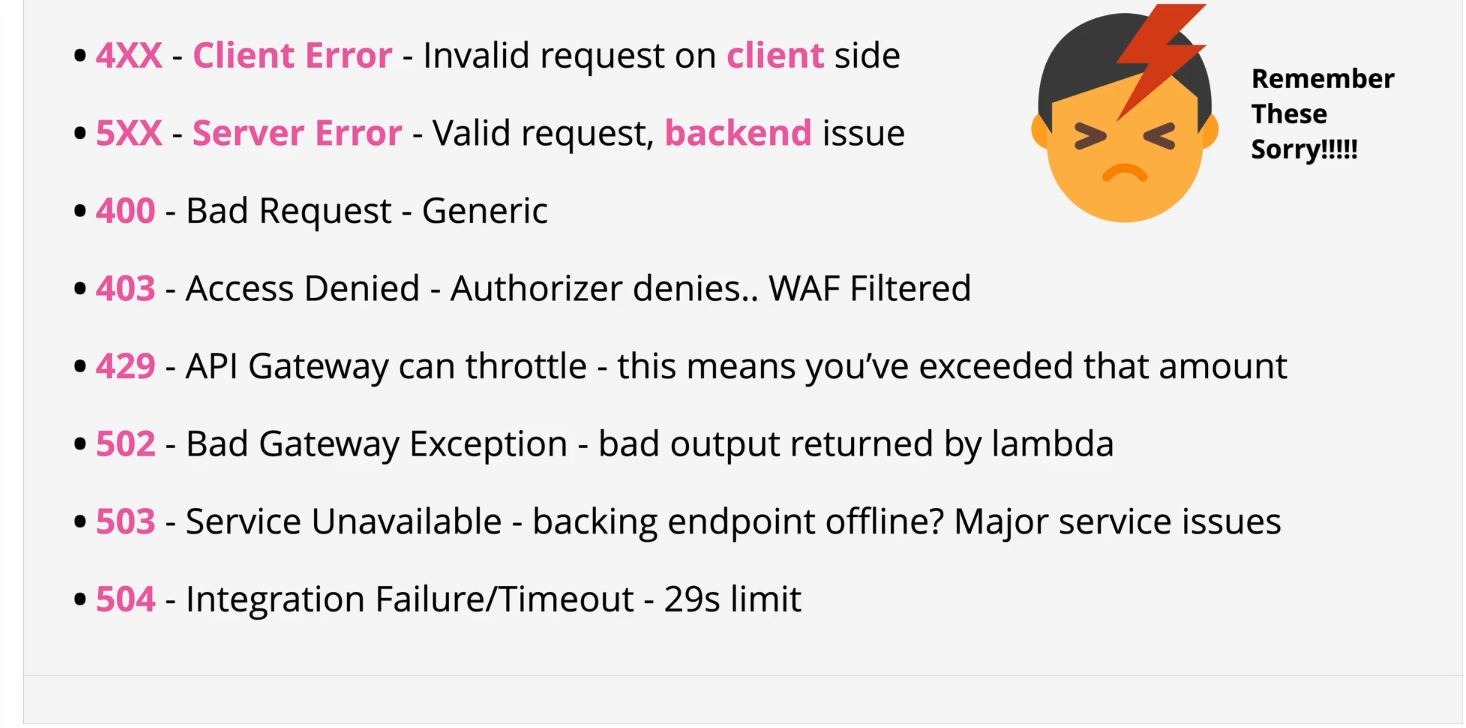 • 4XX - Client Error - Invalid request on client side
• 5XX - Server Error - Valid request, backend issue
• 400 - Bad Request - Generic
• 403 - Access Denied - Authorizer denies.. WAF Filtered
• 429 - API Gateway can throttle - this means you’ve exceeded that amount
• 502 - Bad Gateway Exception - bad output returned by lambda
• 503 - Service Unavailable - backing endpoint offline? Major service issues
• 504 - Integration Failure/Timeout - 29s limit
Remember
These
Sorry!!!!!